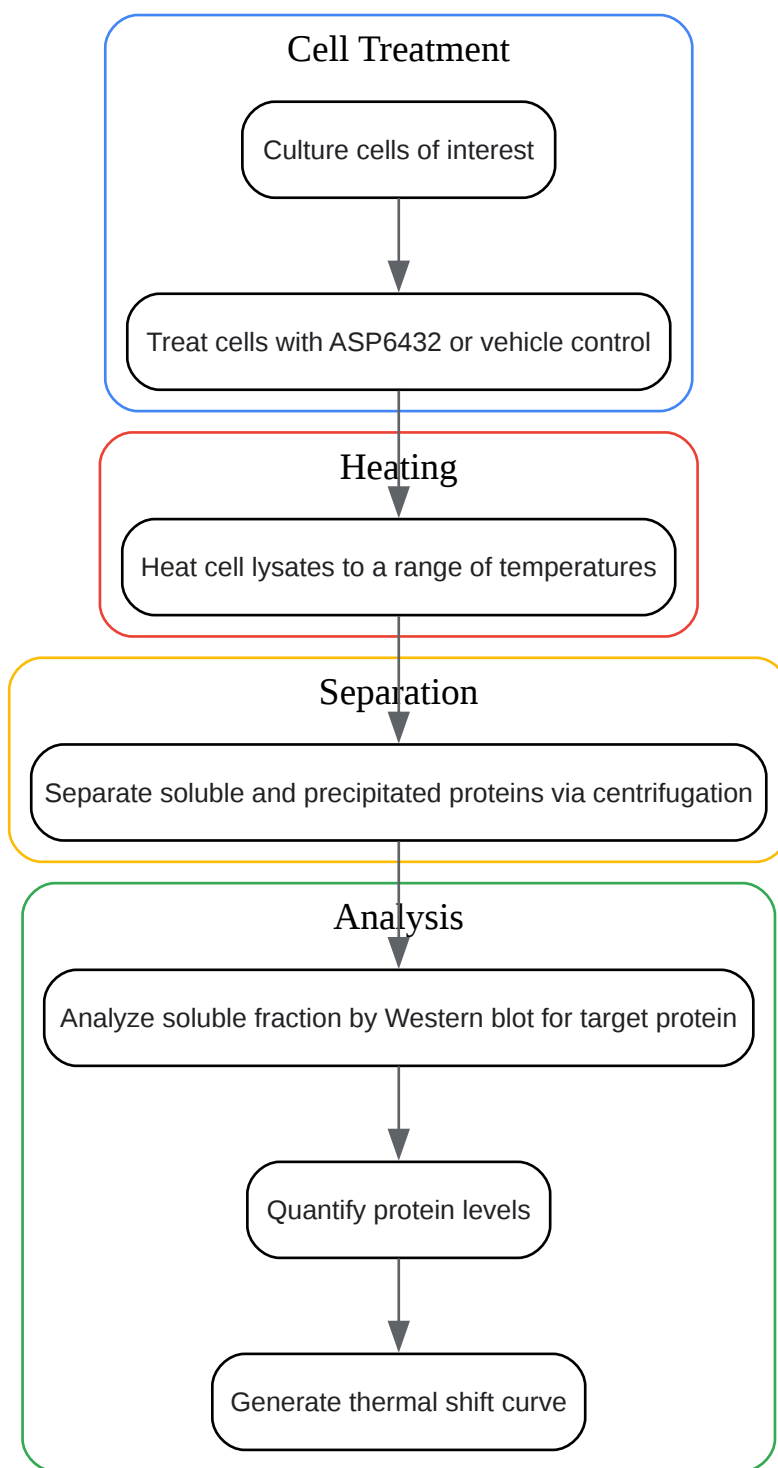 Cell Treatment
Culture cells of interest
Treat cells with ASP6432 or vehicle control
Heating
Heat cell lysates to a range of temperatures
Separation
Separate soluble and precipitated proteins via centrifugation
Analysis
Analyze soluble fraction by Western blot for target protein
Quantify protein levels
Generate thermal shift curve